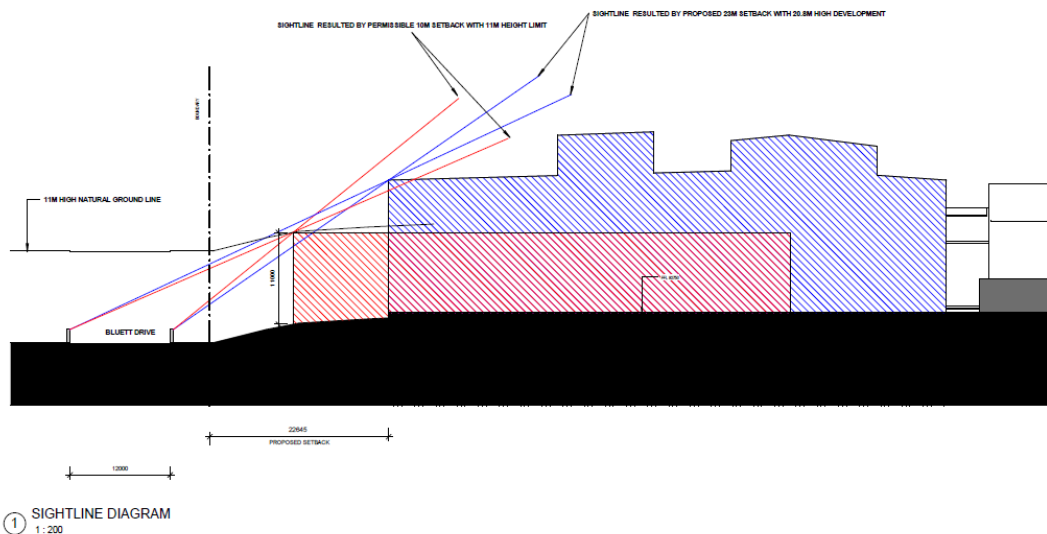 SIGHTLINE RESULTED BY PROPOSED 23M SETBACK WITH 20.8M HIGH DEVELOPMENT
SIGHTLINE RESULTED BY PERMISSIBLE 10M SETBACK WITH 11M HEIGHT LIMIT
BOUNDARY
11M HIGH NATURAL GROUND LINE
11000
BLUETT DRIVE
22645
PROPOSED SETBACK
12000
1 SIGHTLINE DIAGRAM
1 : 200